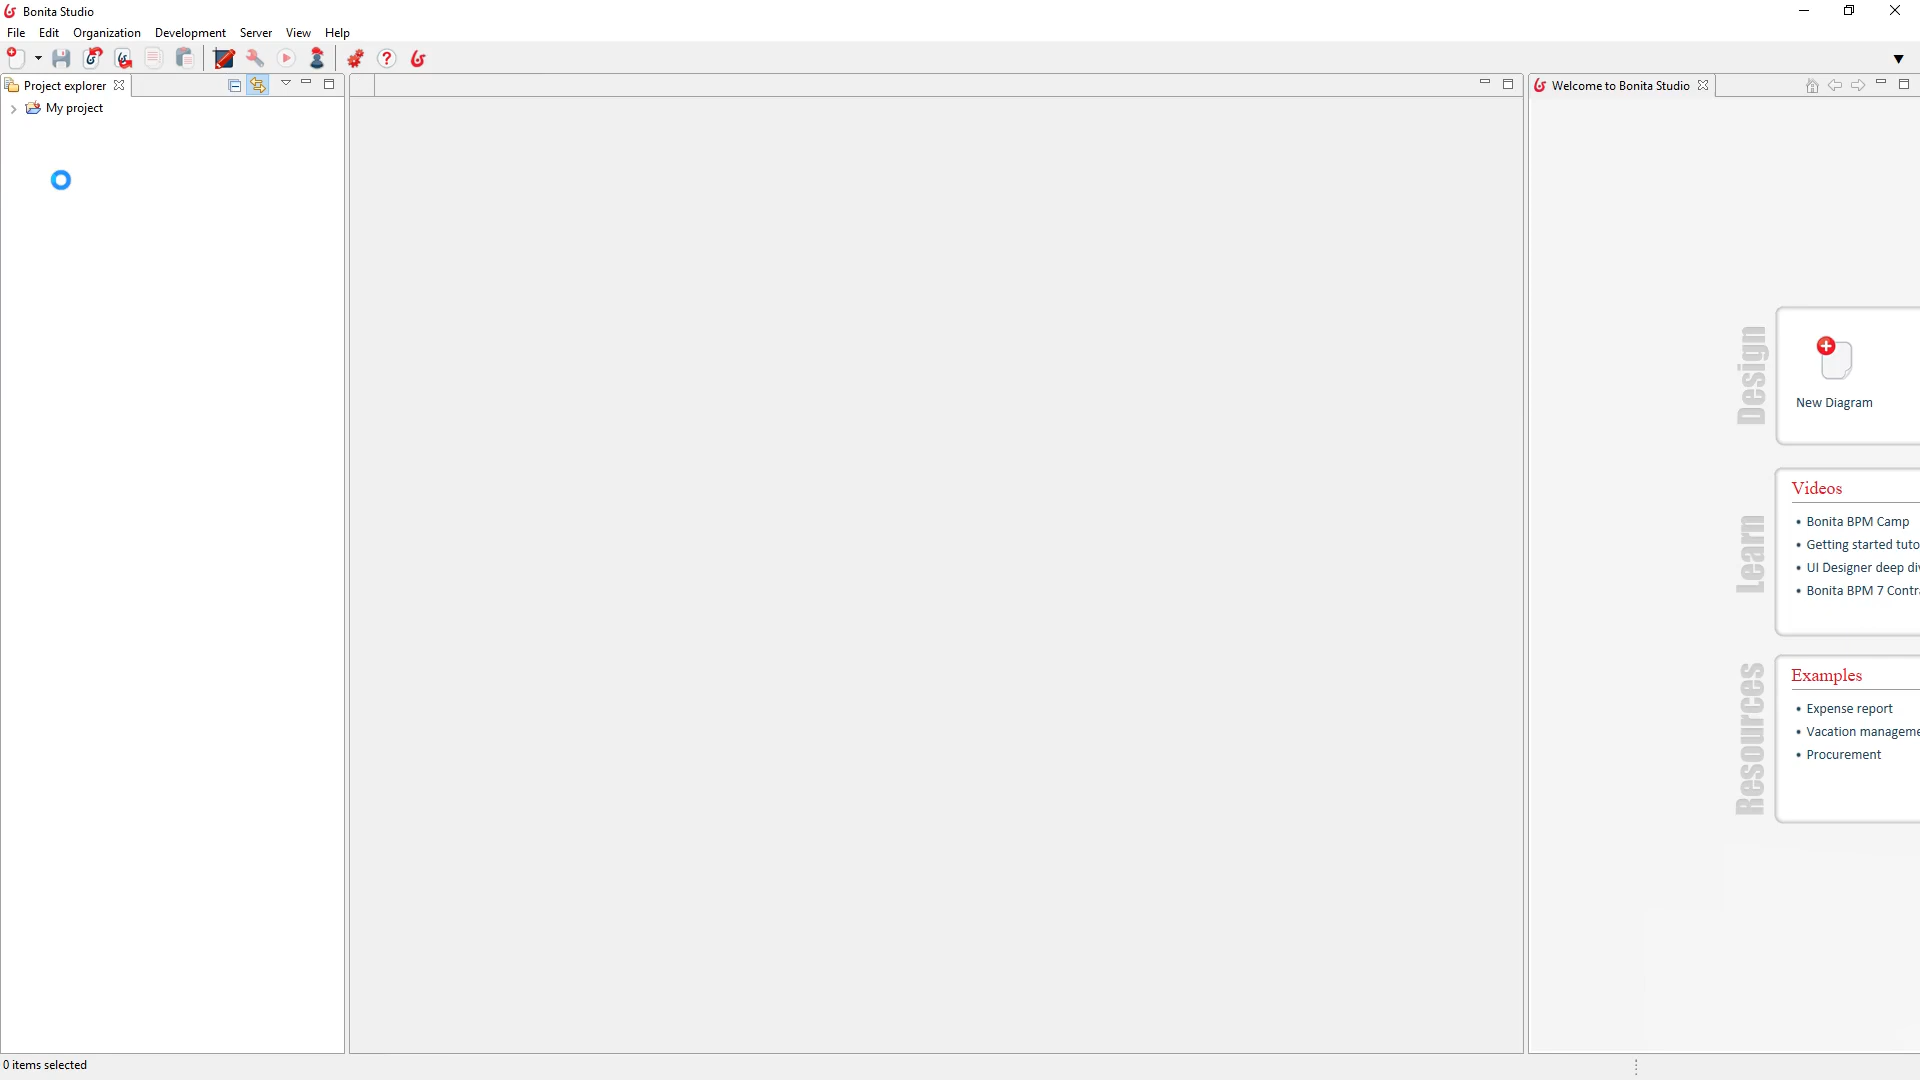 Bonita Studio
File Edit Organization Development Server View Help
Project explorer
My project
Welcome to Bonita Studio
Design
New Diagram
Learn
Videos
• Bonita BPM Camp
• Getting started tuto
• UI Designer deep di
• Bonita BPM 7 Contr
Resources
Examples
• Expense report
• Vacation manageme
• Procurement
0 items selected